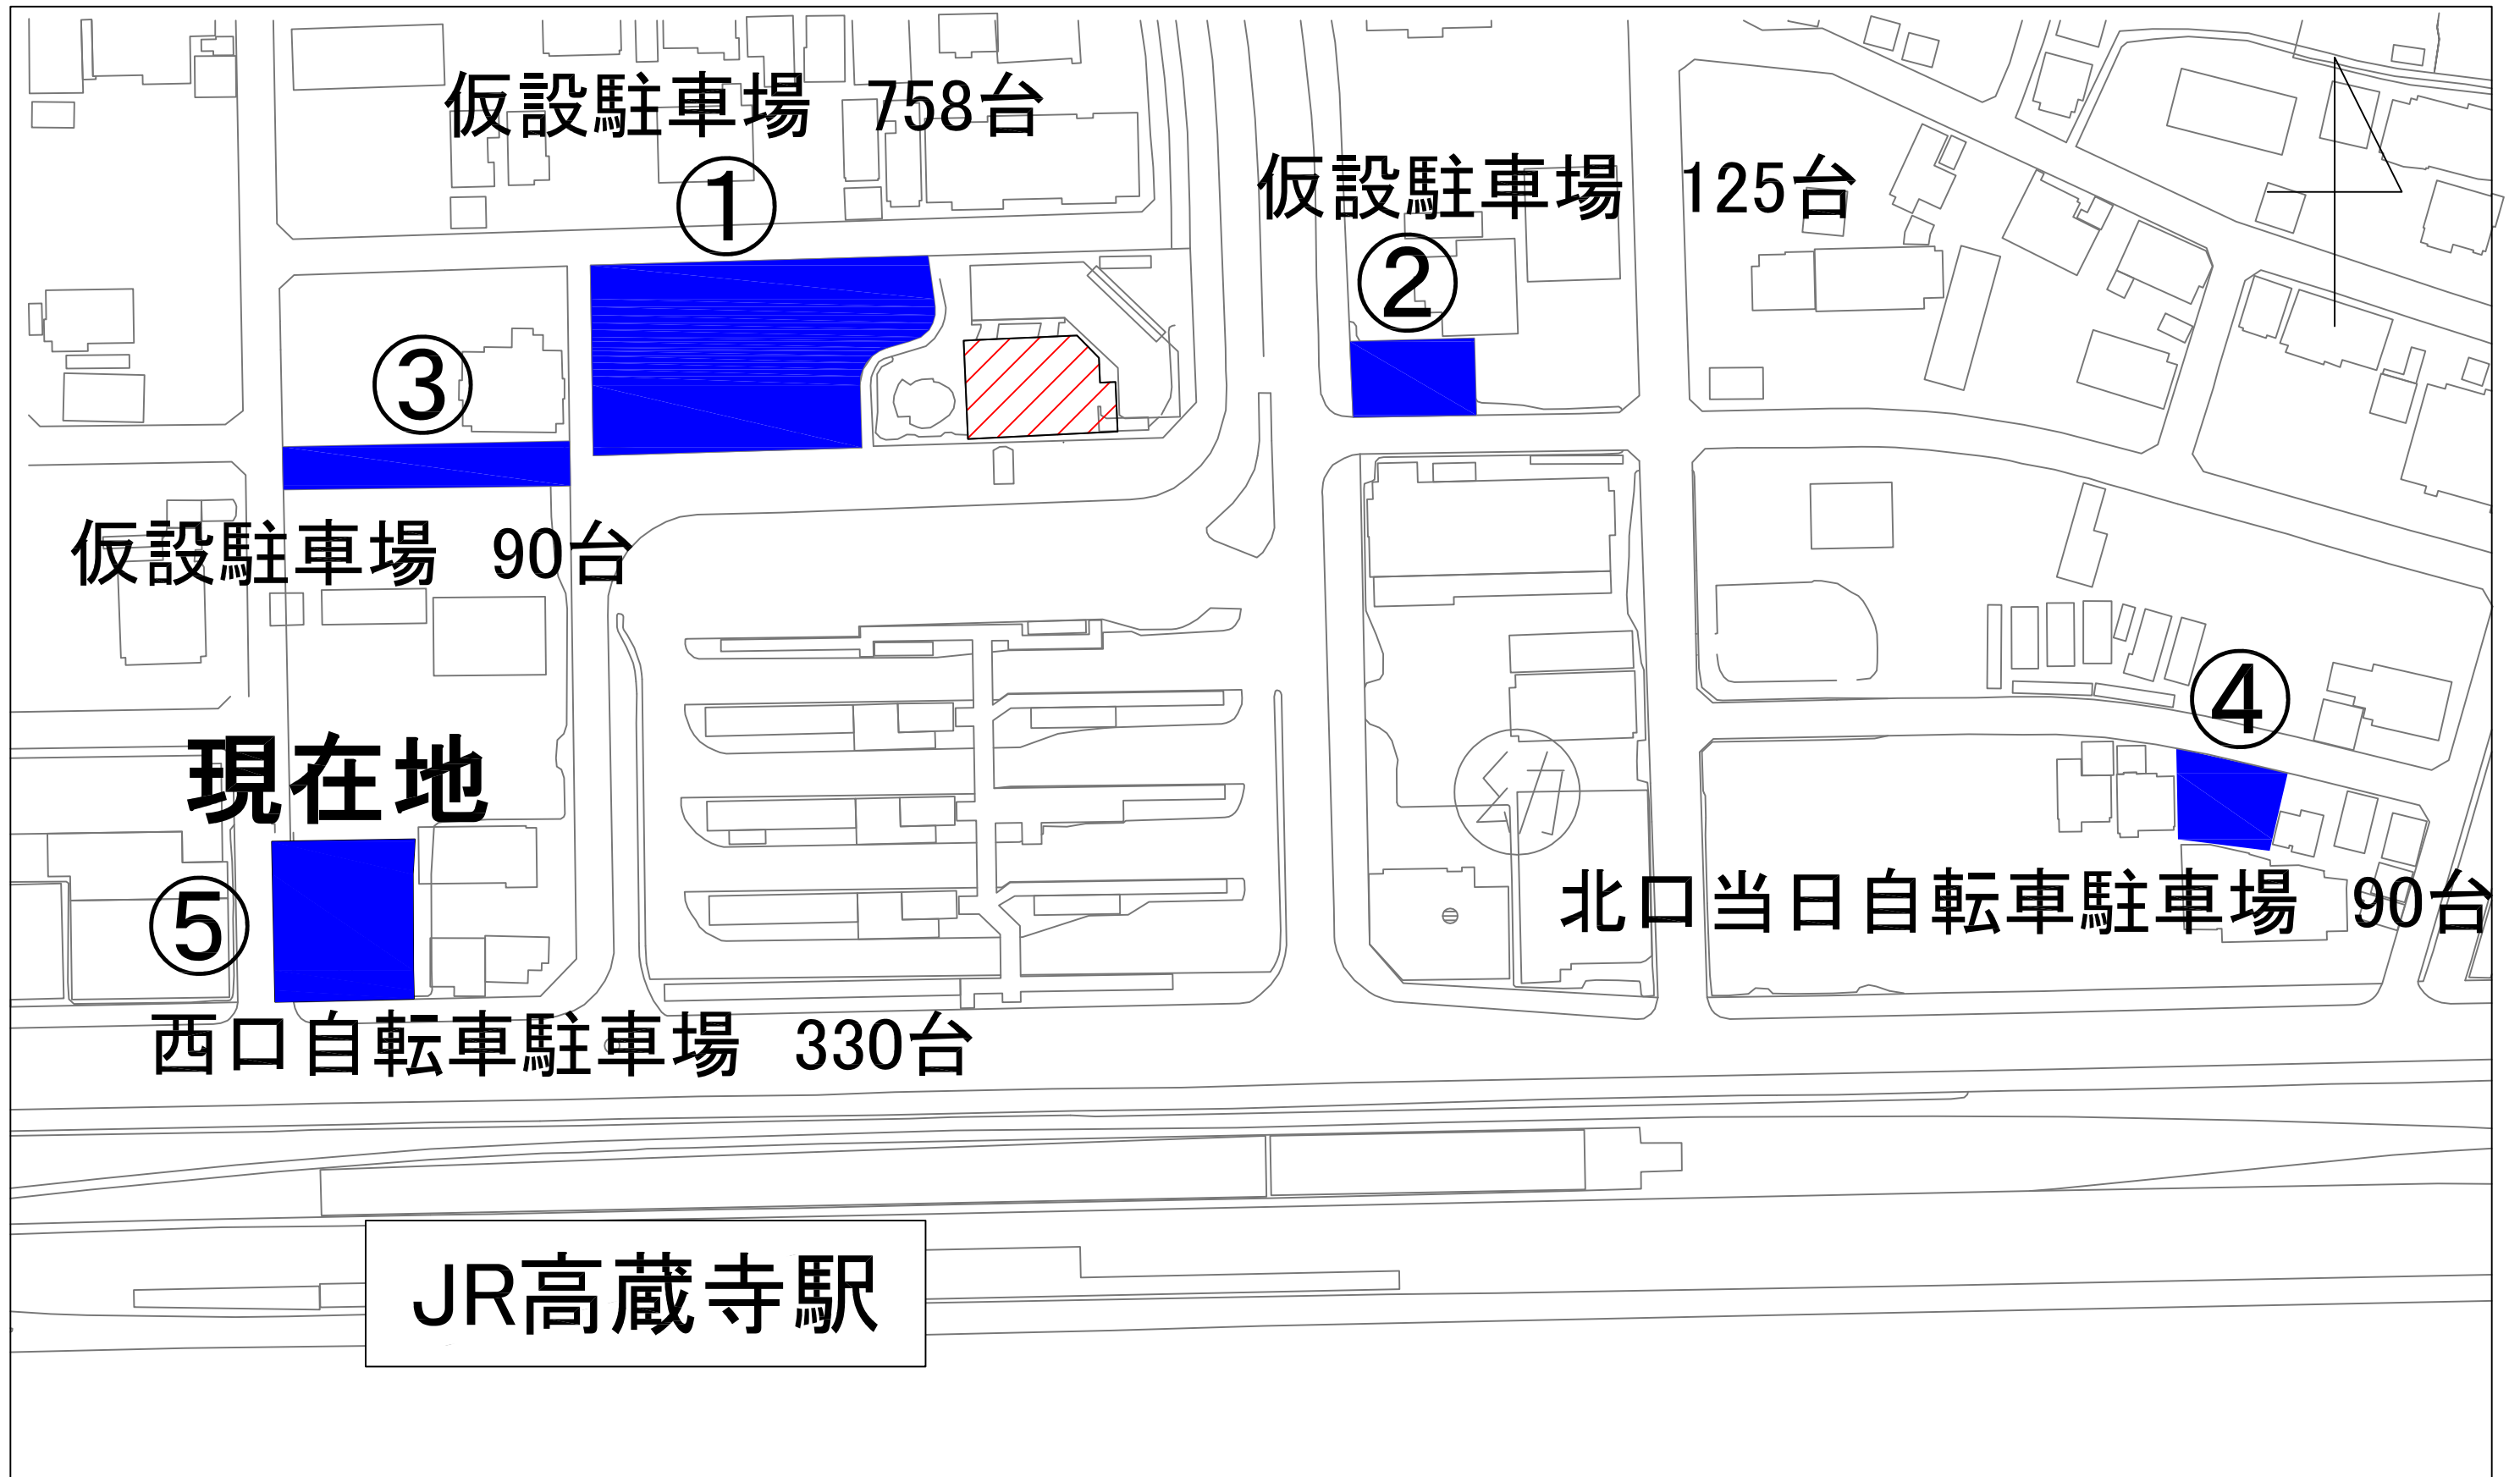 仮設駐車場　758台
①
仮設駐車場　125台
②
③
仮設駐車場　90台
④
現在地
北口当日自転車駐車場　90台
⑤
西口自転車駐車場　330台
JR高蔵寺駅